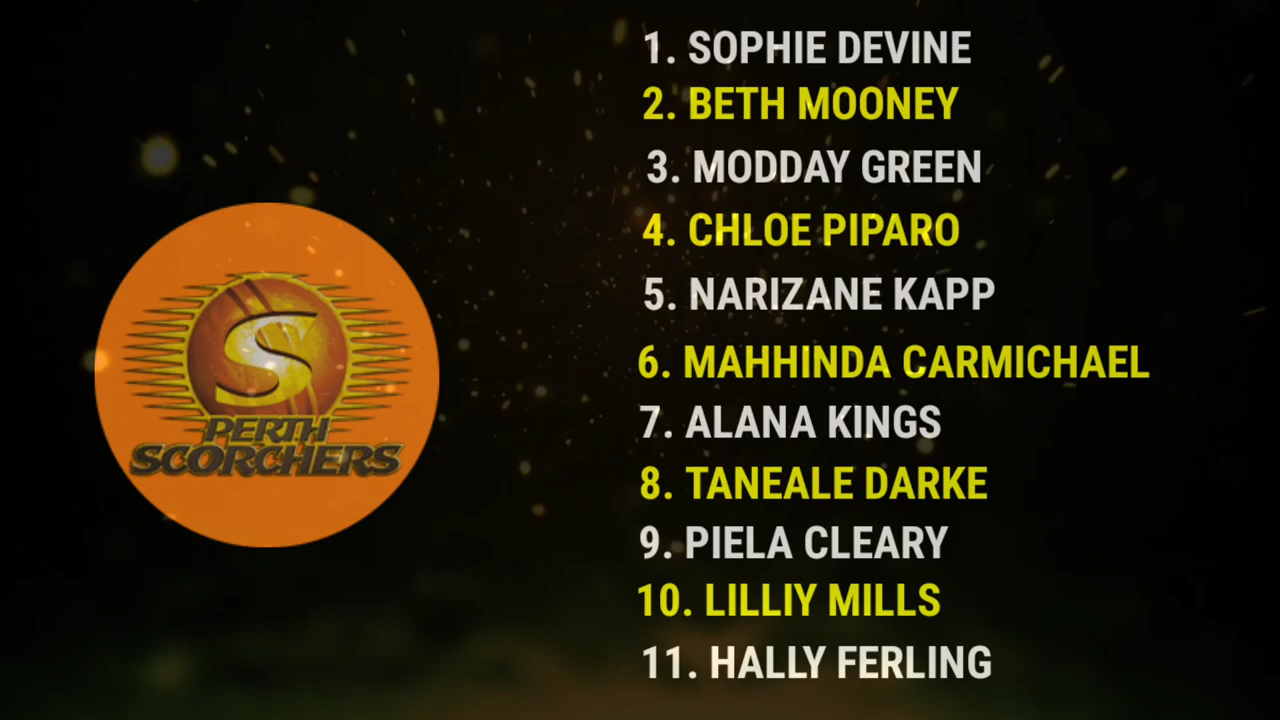 S
PERTH
SCORCHERS
1. SOPHIE DEVINE
2. BETH MOONEY
3. MODDAY GREEN
4. CHLOE PIPARO
5. NARIZANE KAPP
6. MAHHINDA CARMICHAEL
7. ALANA KINGS
8. TANEALE DARKE
9. PIELA CLEARY
10. LILLIY MILLS
11. HALLY FERLING